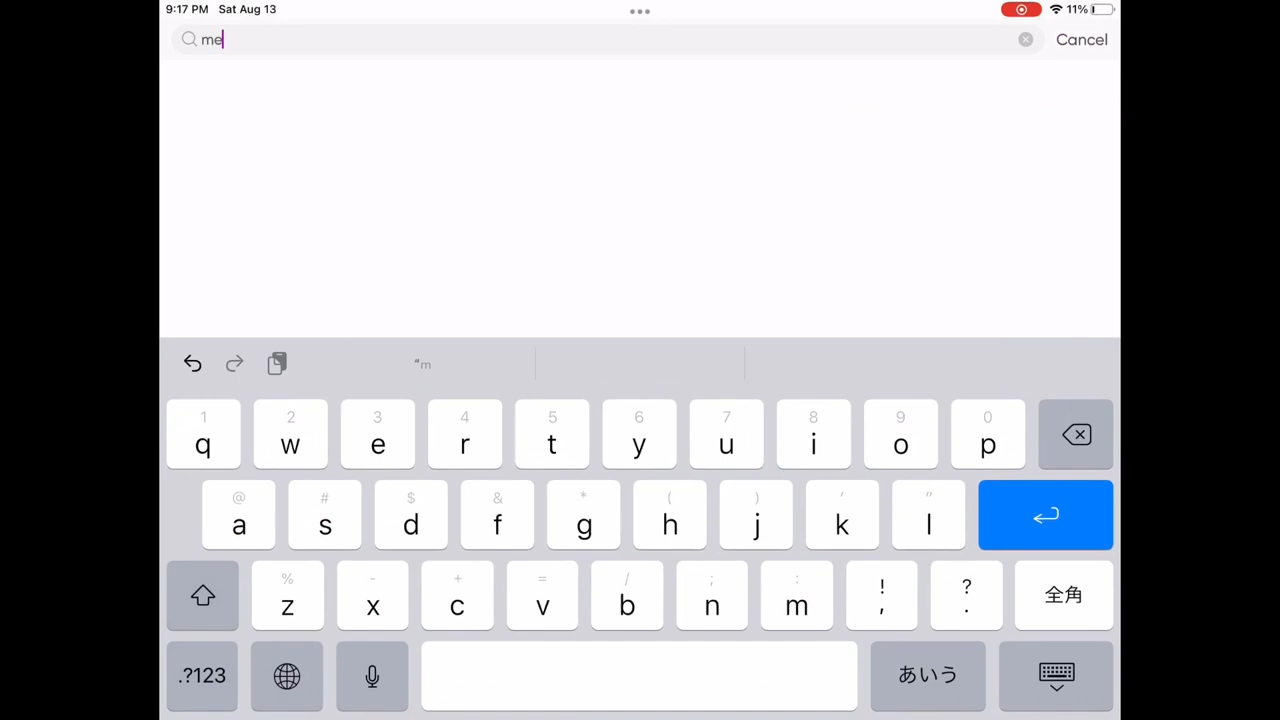 9:17 PM Sat Aug 13
11%
me
Cancel
“m
1 2 3 4 5 6 7 8 9 0
q w e r t y u i o p
@ # $ & * ( ) ' "
a s d f g h j k l
% - + = / ; : ! ?
z x c v b n m , . 全角
.?123 あいう